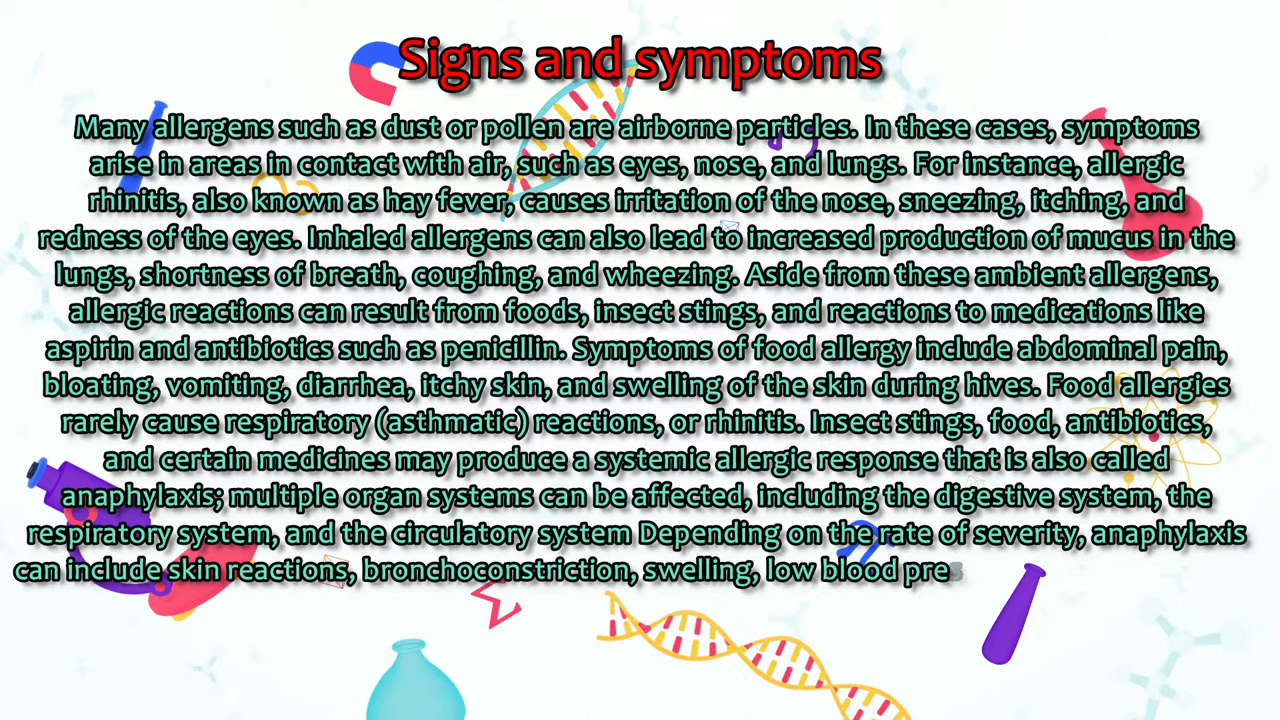 Signs and symptoms
Many allergens such as dust or pollen are airborne particles. In these cases, symptoms
arise in areas in contact with air, such as eyes, nose, and lungs. For instance, allergic
rhinitis, also known as hay fever, causes irritation of the nose, sneezing, itching, and
redness of the eyes. Inhaled allergens can also lead to increased production of mucus in the
lungs, shortness of breath, coughing, and wheezing. Aside from these ambient allergens,
allergic reactions can result from foods, insect stings, and reactions to medications like
aspirin and antibiotics such as penicillin. Symptoms of food allergy include abdominal pain,
bloating, vomiting, diarrhea, itchy skin, and swelling of the skin during hives. Food allergies
rarely cause respiratory (asthmatic) reactions, or rhinitis. Insect stings, food, antibiotics,
and certain medicines may produce a systemic allergic response that is also called
anaphylaxis; multiple organ systems can be affected, including the digestive system, the
respiratory system, and the circulatory system Depending on the rate of severity, anaphylaxis
can include skin reactions, bronchoconstriction, swelling, low blood pre